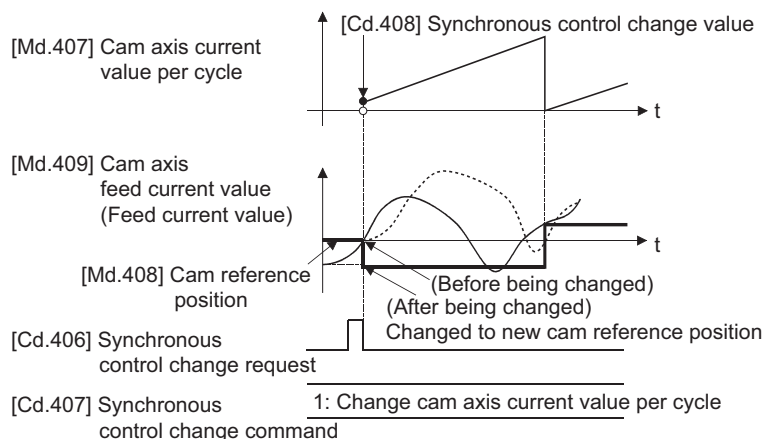 [Cd.408] Synchronous control change value
[Md.407] Cam axis current
value per cycle
t
[Md.409] Cam axis
feed current value
(Feed current value)
t
[Md.408] Cam reference
position
(Before being changed)
(After being changed)
Changed to new cam reference position
[Cd.406] Synchronous
control change request
[Cd.407] Synchronous
control change command
1: Change cam axis current value per cycle